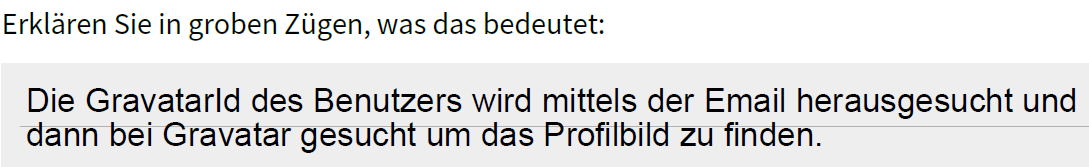 Erklären Sie in groben Zügen, was das bedeutet:
Die GravatarId des Benutzers wird mittels der Email herausgesucht und
dann bei Gravatar gesucht um das Profilbild zu finden.